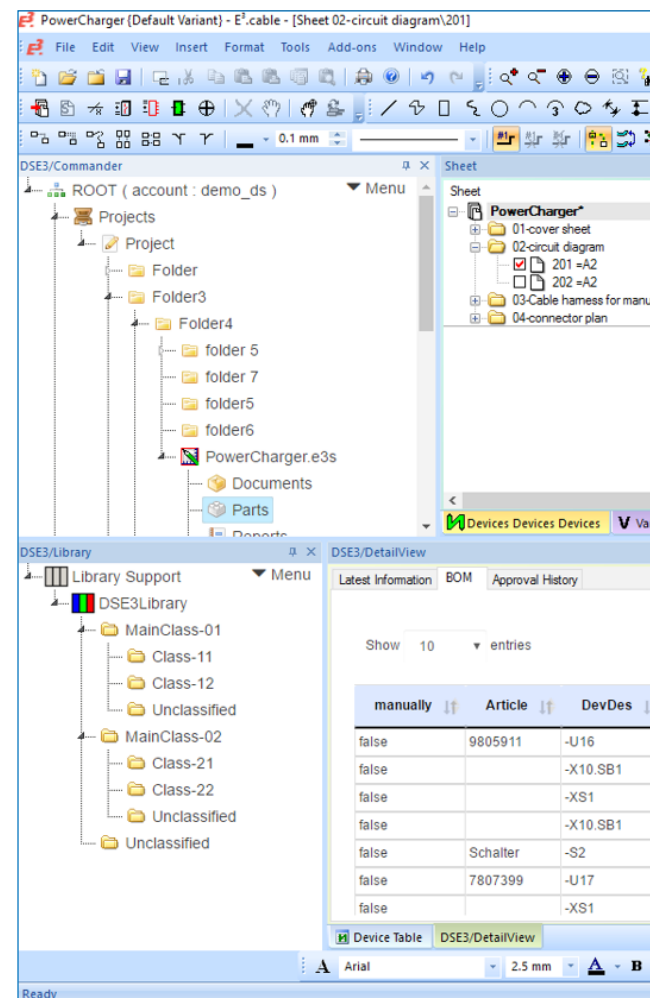 PowerCharger {Default Variant} - E³.cable - [Sheet 02-circuit diagram\201]
File Edit View Insert Format Tools Add-ons Window Help
0.1 mm
DSE3/Commander
ROOT ( account : demo_ds )
Menu
Projects
Project
Folder
Folder3
Folder4
folder 5
folder 7
folder5
folder6
PowerCharger.e3s
Documents
Parts
Reports
Sheet
Sheet
PowerCharger*
01-cover sheet
02-circuit diagram
201 =A2
202 =A2
03-Cable harness for manu
04-connector plan
Devices Devices Devices
Va
DSE3/Library
Library Support
Menu
DSE3Library
MainClass-01
Class-11
Class-12
Unclassified
MainClass-02
Class-21
Class-22
Unclassified
Unclassified
DSE3/DetailView
Latest Information BOM Approval History
Show 10 entries
manually Article DevDes
false 9805911 -U16
false -X10.SB1
false -XS1
false -X10.SB1
false Schalter -S2
false 7807399 -U17
false -XS1
Device Table DSE3/DetailView
A Arial 2.5 mm A B
Ready